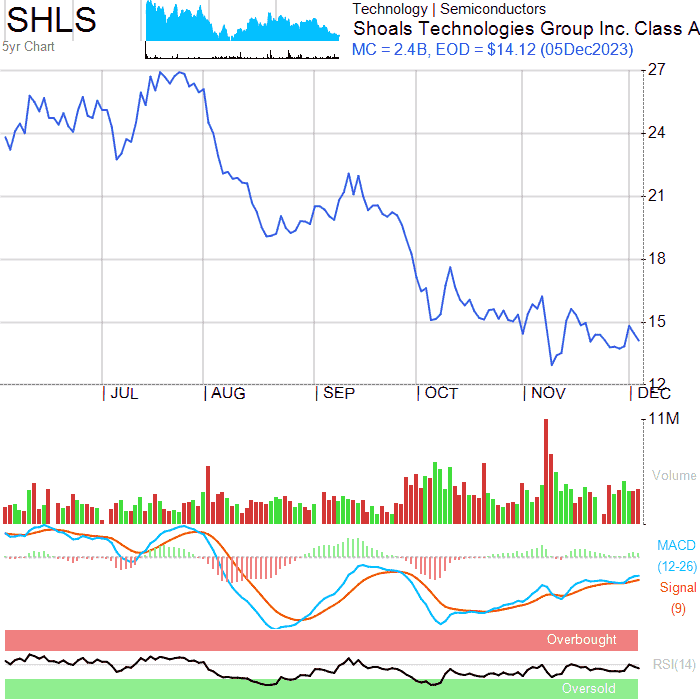 SHLS
5yr Chart
Technology | Semiconductors
Shoals Technologies Group Inc. Class A
MC = 2.4B, EOD = $14.12 (05Dec2023)
27
24
21
18
15
12
| JUL
| AUG
| SEP
| OCT
| NOV
| DEC
11M
Volume
MACD
(12-26)
Signal
(9)
Overbought
RSI(14)
Oversold